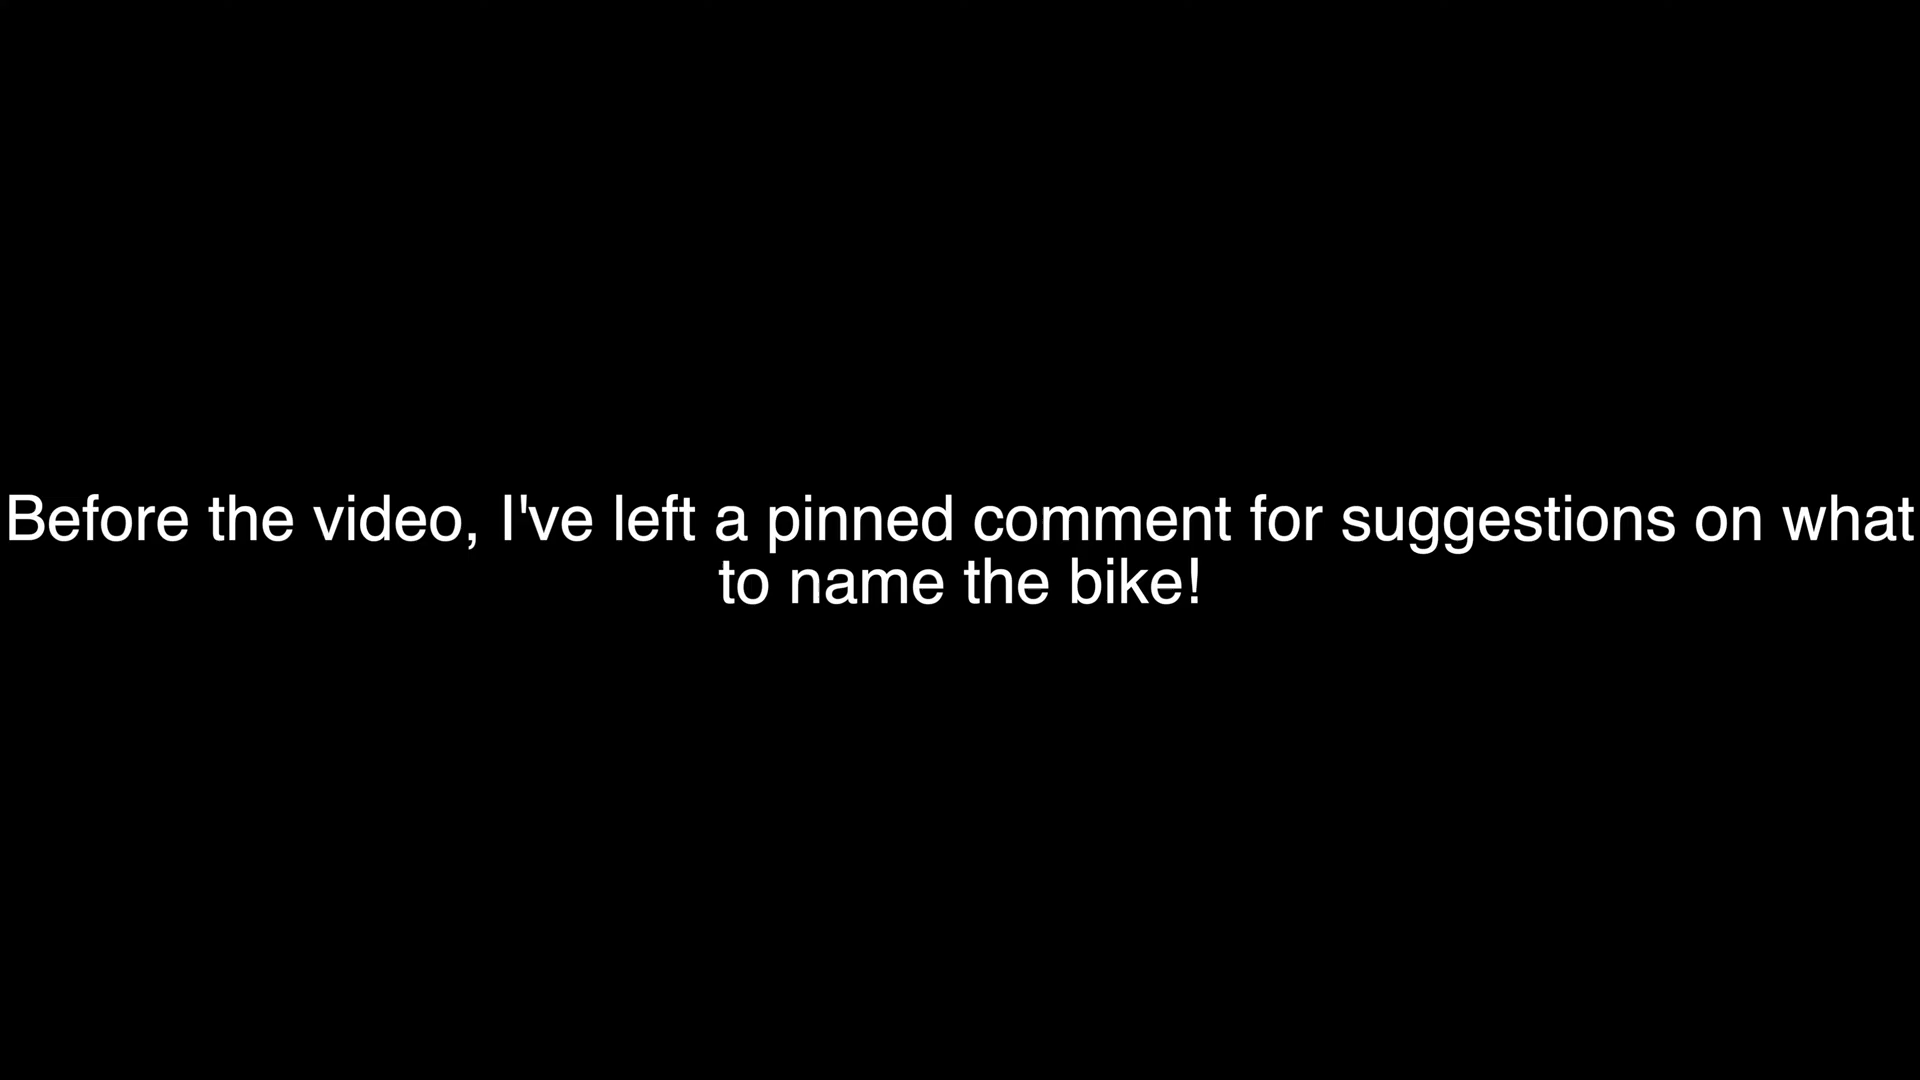 Before the video, I've left a pinned comment for suggestions on what
to name the bike!